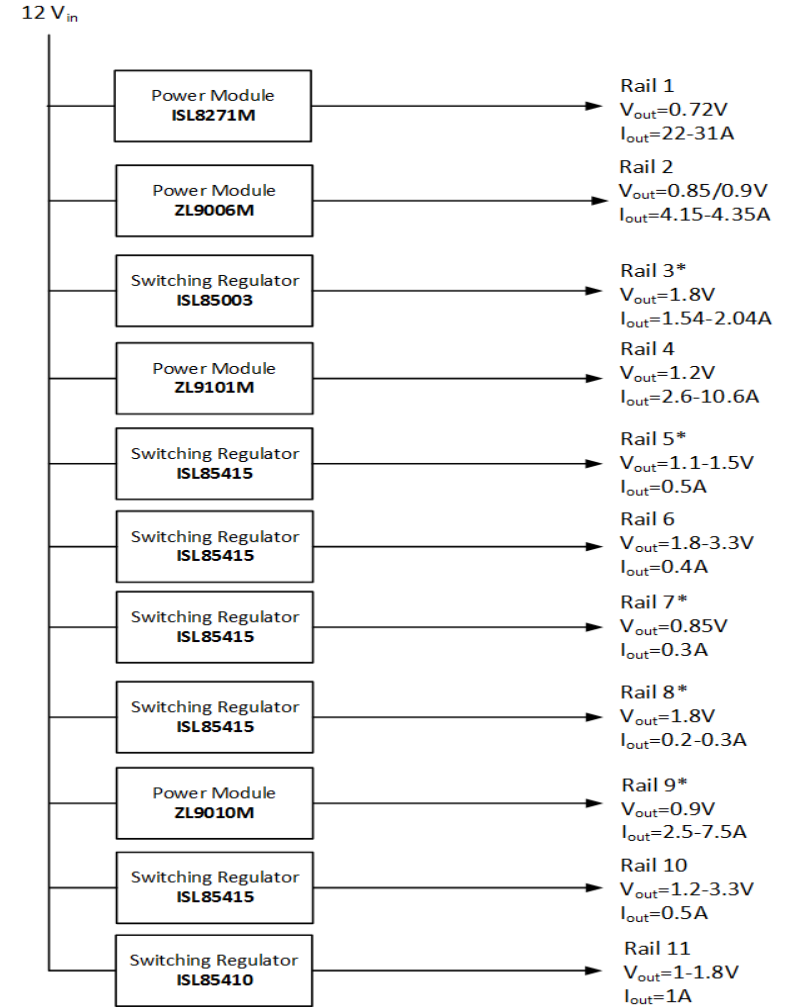 12 Vin
Power Module
ISL8271M
Rail 1
Vout=0.72V
Iout=22-31A
Power Module
ZL9006M
Rail 2
Vout=0.85/0.9V
Iout=4.15-4.35A
Switching Regulator
ISL85003
Rail 3*
Vout=1.8V
Iout=1.54-2.04A
Power Module
ZL9101M
Rail 4
Vout=1.2V
Iout=2.6-10.6A
Switching Regulator
ISL85415
Rail 5*
Vout=1.1-1.5V
Iout=0.5A
Switching Regulator
ISL85415
Rail 6
Vout=1.8-3.3V
Iout=0.4A
Switching Regulator
ISL85415
Rail 7*
Vout=0.85V
Iout=0.3A
Switching Regulator
ISL85415
Rail 8*
Vout=1.8V
Iout=0.2-0.3A
Power Module
ZL9010M
Rail 9*
Vout=0.9V
Iout=2.5-7.5A
Switching Regulator
ISL85415
Rail 10
Vout=1.2-3.3V
Iout=0.5A
Switching Regulator
ISL85410
Rail 11
Vout=1-1.8V
Iout=1A